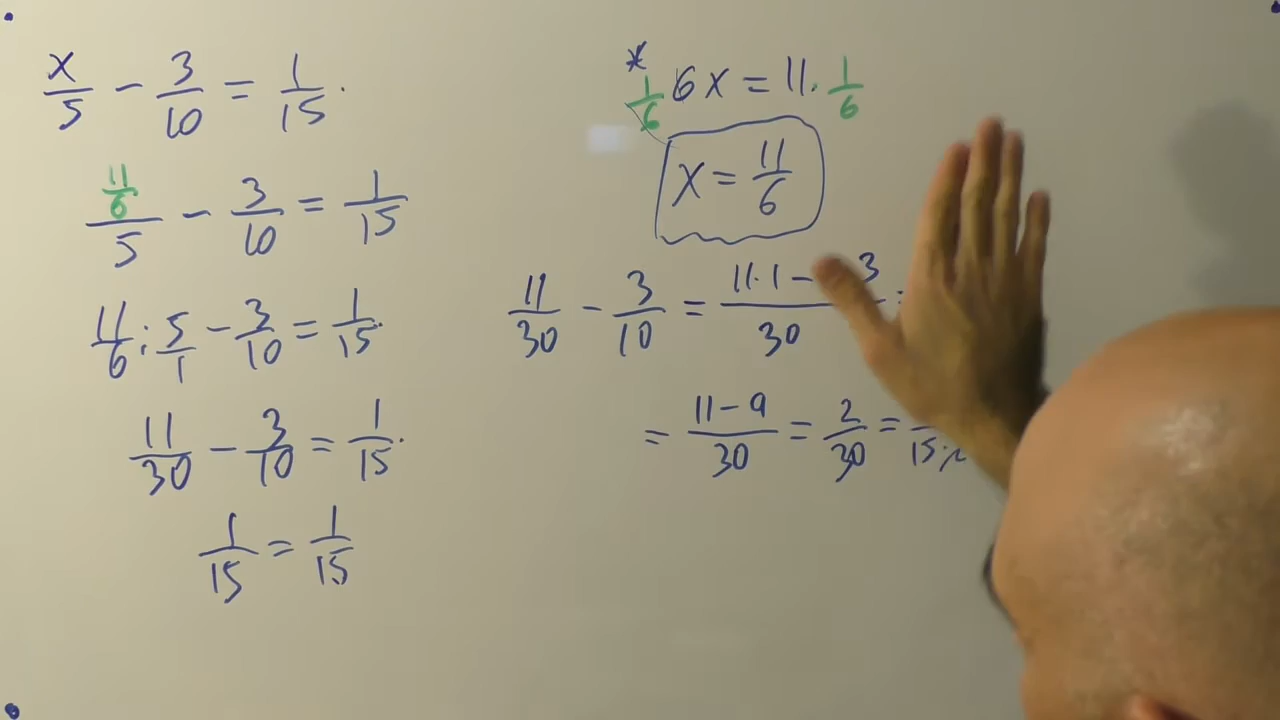 x/5 - 3/10 = 1/15.
(11/6)/5 - 3/10 = 1/15
11/6 : 5/1 - 3/10 = 1/15.
11/30 - 3/10 = 1/15.
1/15 = 1/15
*
1/6 6x = 11 · 1/6
x = 11/6
11/30 - 3/10 = (11·1 - 3)/30
= (11-9)/30 = 2/30 = 15